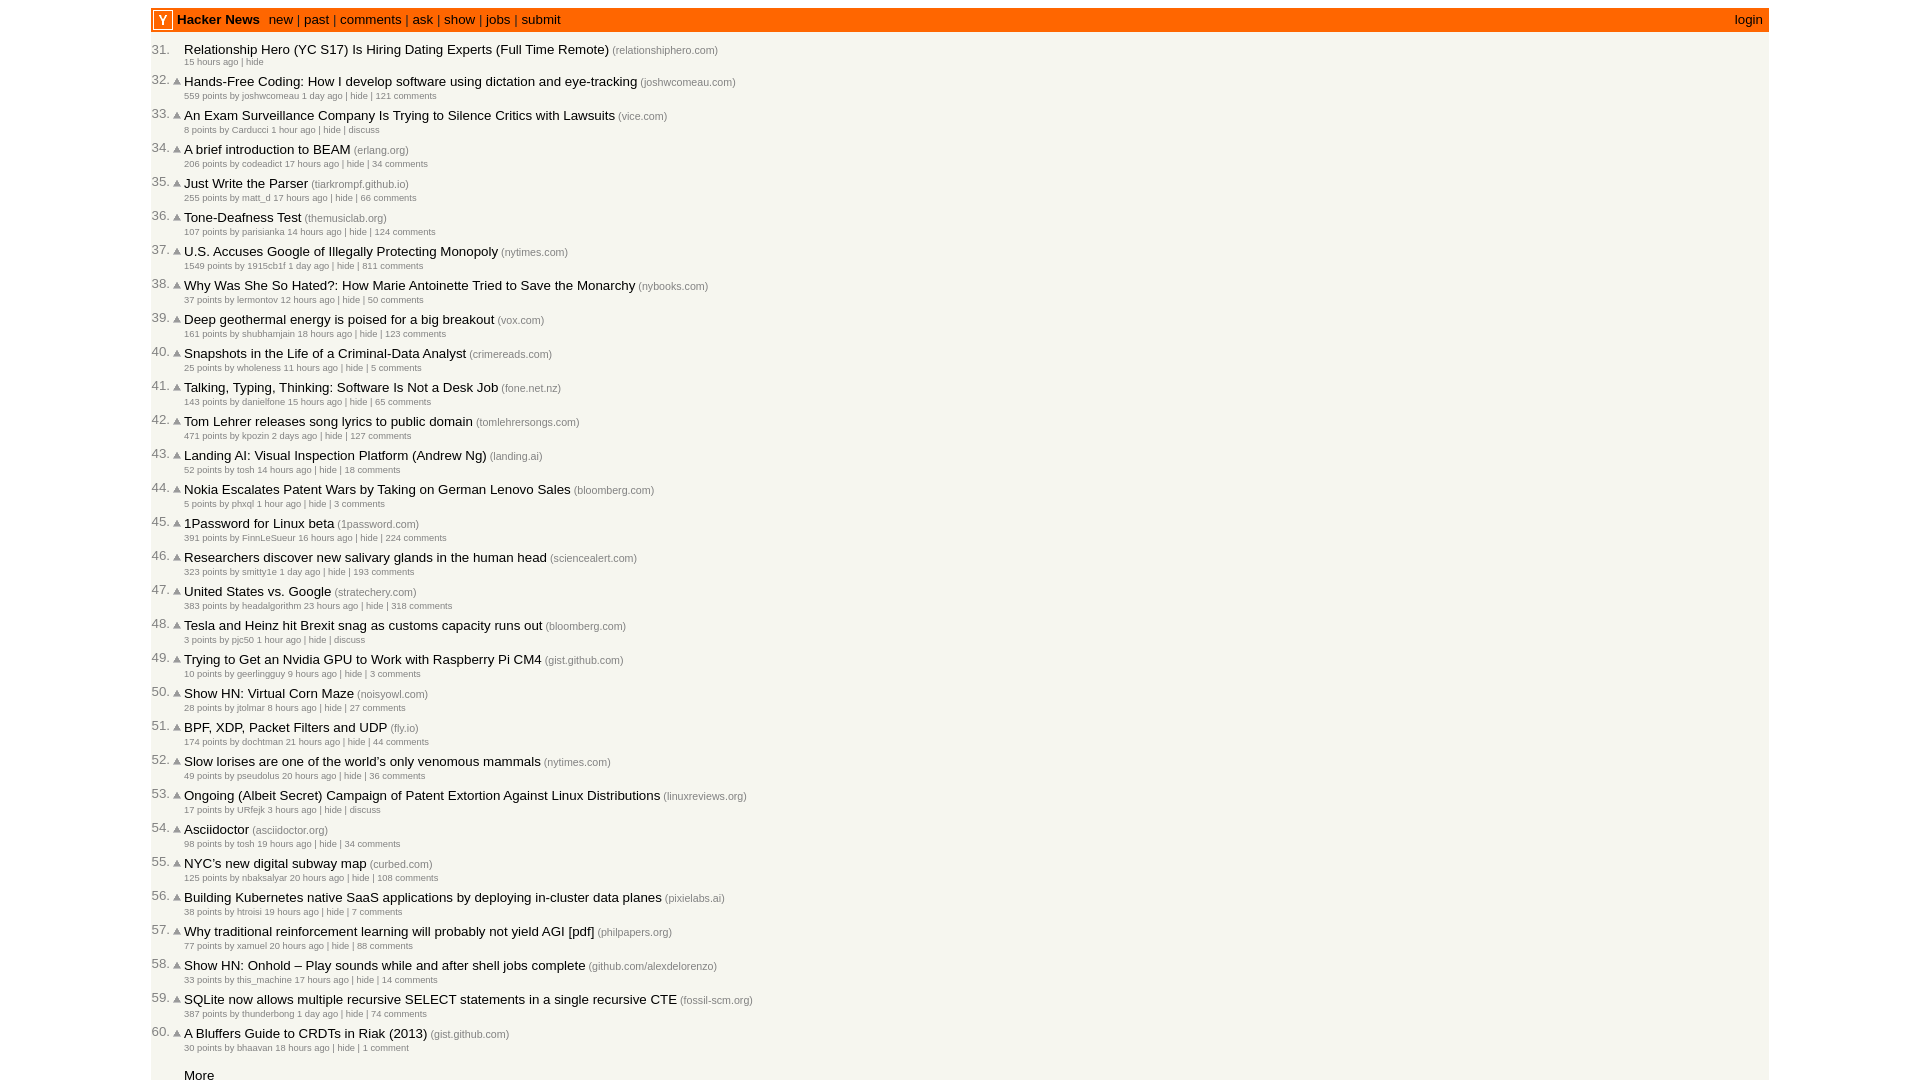 Y Hacker News new | past | comments | ask | show | jobs | submit login
31. Relationship Hero (YC S17) Is Hiring Dating Experts (Full Time Remote) (relationshiphero.com)
15 hours ago | hide
32. Hands-Free Coding: How I develop software using dictation and eye-tracking (joshwcomeau.com)
559 points by joshwcomeau 1 day ago | hide | 121 comments
33. An Exam Surveillance Company Is Trying to Silence Critics with Lawsuits (vice.com)
8 points by Carducci 1 hour ago | hide | discuss
34. A brief introduction to BEAM (erlang.org)
206 points by codeadict 17 hours ago | hide | 34 comments
35. Just Write the Parser (tiarkrompf.github.io)
255 points by matt_d 17 hours ago | hide | 66 comments
36. Tone-Deafness Test (themusiclab.org)
107 points by parisianka 14 hours ago | hide | 124 comments
37. U.S. Accuses Google of Illegally Protecting Monopoly (nytimes.com)
1549 points by 1915cb1f 1 day ago | hide | 811 comments
38. Why Was She So Hated?: How Marie Antoinette Tried to Save the Monarchy (nybooks.com)
37 points by lermontov 12 hours ago | hide | 50 comments
39. Deep geothermal energy is poised for a big breakout (vox.com)
161 points by shubhamjain 18 hours ago | hide | 123 comments
40. Snapshots in the Life of a Criminal-Data Analyst (crimereads.com)
25 points by wholeness 11 hours ago | hide | 5 comments
41. Talking, Typing, Thinking: Software Is Not a Desk Job (fone.net.nz)
143 points by danielfone 15 hours ago | hide | 65 comments
42. Tom Lehrer releases song lyrics to public domain (tomlehrersongs.com)
471 points by kpozin 2 days ago | hide | 127 comments
43. Landing AI: Visual Inspection Platform (Andrew Ng) (landing.ai)
52 points by tosh 14 hours ago | hide | 18 comments
44. Nokia Escalates Patent Wars by Taking on German Lenovo Sales (bloomberg.com)
5 points by phxql 1 hour ago | hide | 3 comments
45. 1Password for Linux beta (1password.com)
391 points by FinnLeSueur 16 hours ago | hide | 224 comments
46. Researchers discover new salivary glands in the human head (sciencealert.com)
323 points by smitty1e 1 day ago | hide | 193 comments
47. United States vs. Google (stratechery.com)
383 points by headalgorithm 23 hours ago | hide | 318 comments
48. Tesla and Heinz hit Brexit snag as customs capacity runs out (bloomberg.com)
3 points by pjc50 1 hour ago | hide | discuss
49. Trying to Get an Nvidia GPU to Work with Raspberry Pi CM4 (gist.github.com)
10 points by geerlingguy 9 hours ago | hide | 3 comments
50. Show HN: Virtual Corn Maze (noisyowl.com)
28 points by jtolmar 8 hours ago | hide | 27 comments
51. BPF, XDP, Packet Filters and UDP (fly.io)
174 points by dochtman 21 hours ago | hide | 44 comments
52. Slow lorises are one of the world’s only venomous mammals (nytimes.com)
49 points by pseudolus 20 hours ago | hide | 36 comments
53. Ongoing (Albeit Secret) Campaign of Patent Extortion Against Linux Distributions (linuxreviews.org)
17 points by URfejk 3 hours ago | hide | discuss
54. Asciidoctor (asciidoctor.org)
98 points by tosh 19 hours ago | hide | 34 comments
55. NYC’s new digital subway map (curbed.com)
125 points by nbaksalyar 20 hours ago | hide | 108 comments
56. Building Kubernetes native SaaS applications by deploying in-cluster data planes (pixielabs.ai)
38 points by htroisi 19 hours ago | hide | 7 comments
57. Why traditional reinforcement learning will probably not yield AGI [pdf] (philpapers.org)
77 points by xamuel 20 hours ago | hide | 88 comments
58. Show HN: Onhold – Play sounds while and after shell jobs complete (github.com/alexdelorenzo)
33 points by this_machine 17 hours ago | hide | 14 comments
59. SQLite now allows multiple recursive SELECT statements in a single recursive CTE (fossil-scm.org)
387 points by thunderbong 1 day ago | hide | 74 comments
60. A Bluffers Guide to CRDTs in Riak (2013) (gist.github.com)
30 points by bhaavan 18 hours ago | hide | 1 comment
More